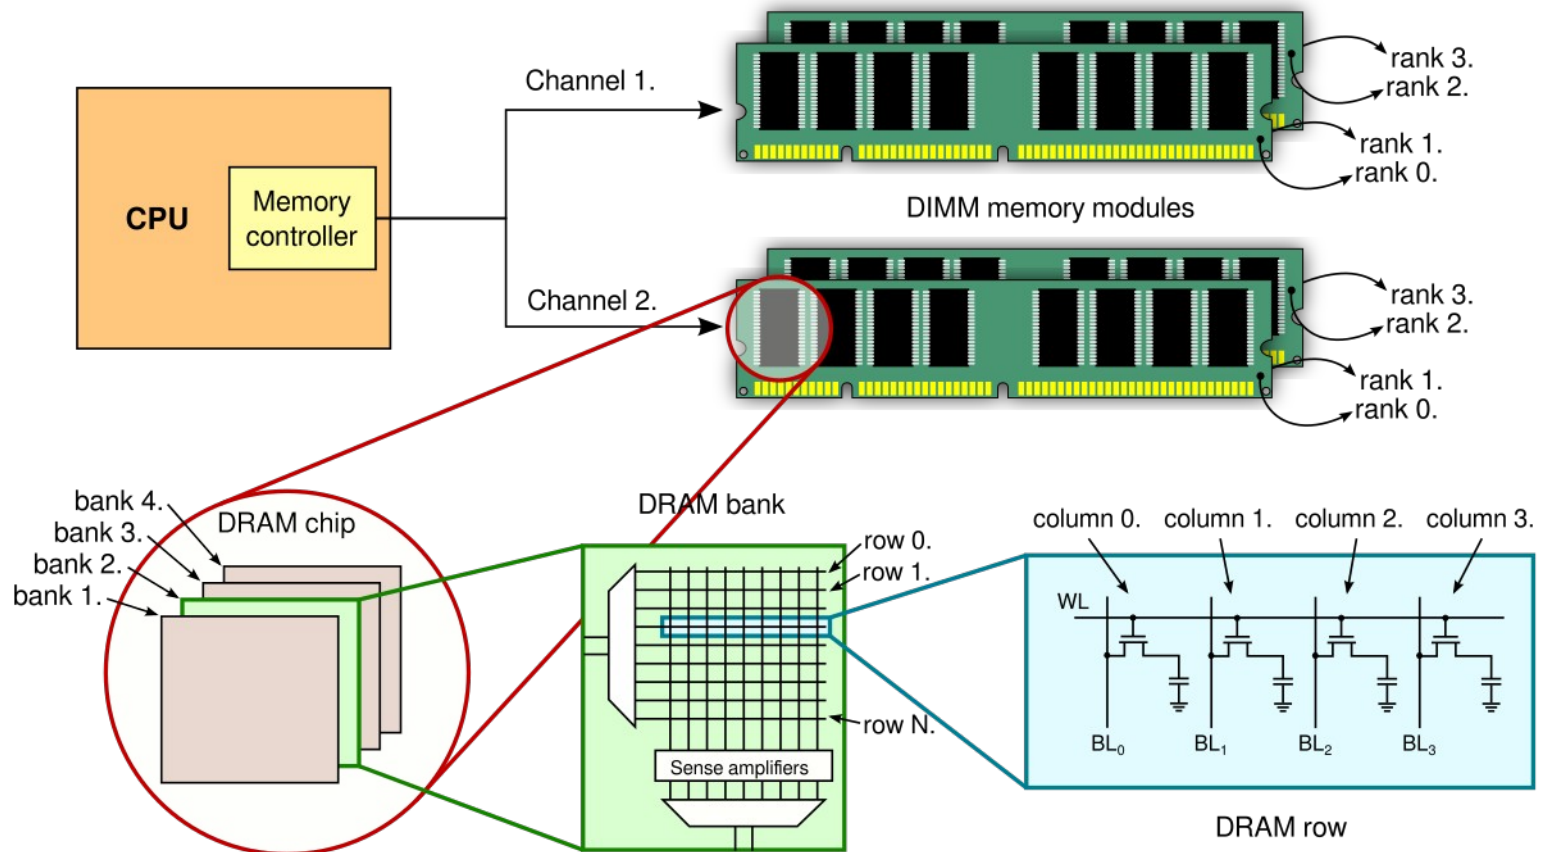 Channel 1.
rank 3.
rank 2.
rank 1.
rank 0.
CPU
Memory
controller
DIMM memory modules
Channel 2.
rank 3.
rank 2.
rank 1.
rank 0.
bank 4.
bank 3.
bank 2.
bank 1.
DRAM chip
DRAM bank
row 0.
row 1.
row N.
Sense amplifiers
column 0. column 1. column 2. column 3.
WL
BL₀ BL₁ BL₂ BL₃
DRAM row